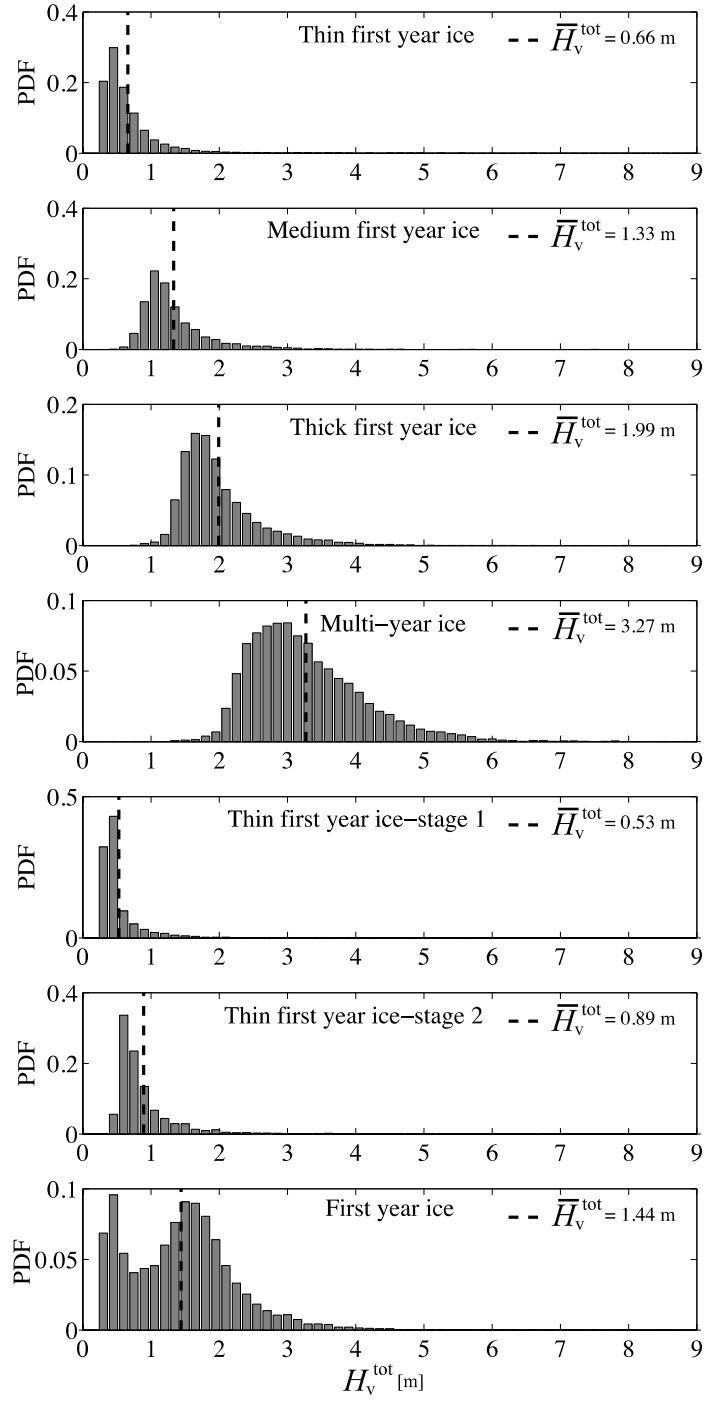 0.4
Thin first year ice
H̅ᵥᵗᵒᵗ = 0.66 m
PDF
0.2
0
0 1 2 3 4 5 6 7 8 9
0.4
Medium first year ice
H̅ᵥᵗᵒᵗ = 1.33 m
PDF
0.2
0
0 1 2 3 4 5 6 7 8 9
0.2
Thick first year ice
H̅ᵥᵗᵒᵗ = 1.99 m
PDF
0.1
0
0 1 2 3 4 5 6 7 8 9
0.1
Multi−year ice
H̅ᵥᵗᵒᵗ = 3.27 m
PDF
0.05
0
0 1 2 3 4 5 6 7 8 9
0.5
Thin first year ice−stage 1
H̅ᵥᵗᵒᵗ = 0.53 m
PDF
0
0 1 2 3 4 5 6 7 8 9
0.4
Thin first year ice−stage 2
H̅ᵥᵗᵒᵗ = 0.89 m
PDF
0.2
0
0 1 2 3 4 5 6 7 8 9
0.1
First year ice
H̅ᵥᵗᵒᵗ = 1.44 m
PDF
0.05
0
0 1 2 3 4 5 6 7 8 9
Hᵥᵗᵒᵗ [m]